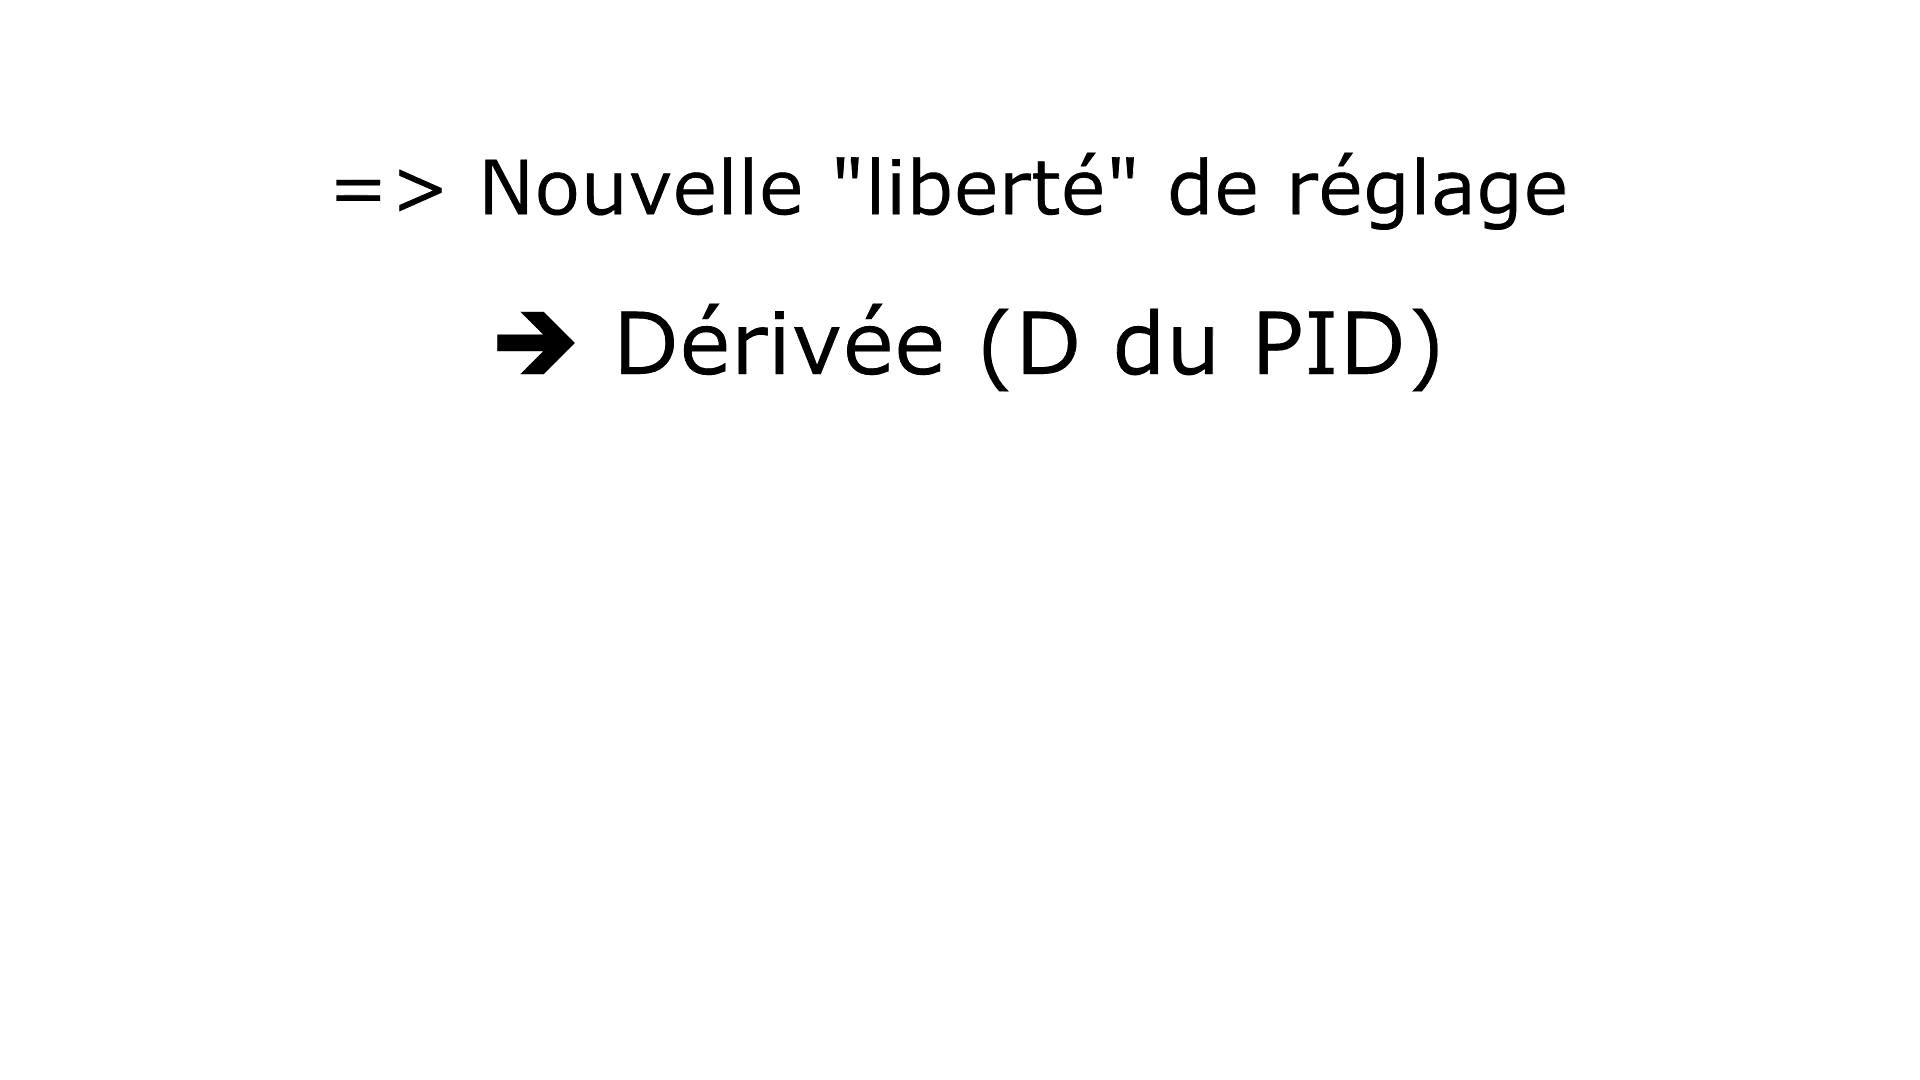 => Nouvelle "liberté" de réglage
🡺 Dérivée (D du PID)